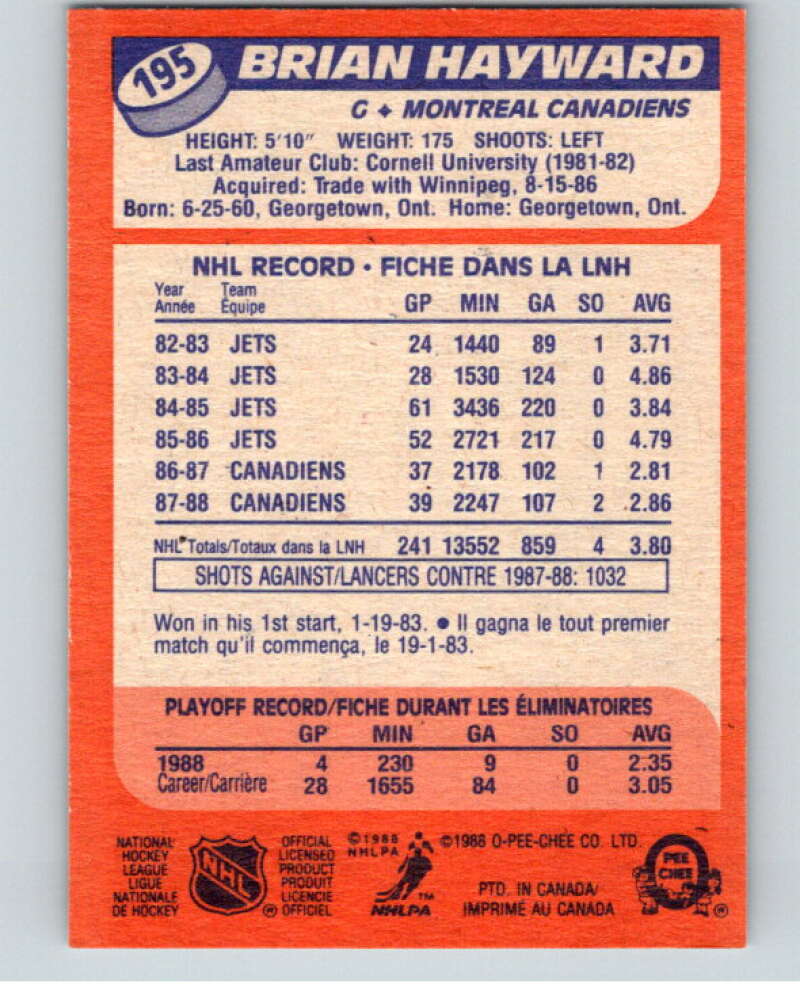 195 BRIAN HAYWARD
G ✦ MONTREAL CANADIENS
HEIGHT: 5'10" WEIGHT: 175 SHOOTS: LEFT
Last Amateur Club: Cornell University (1981-82)
Acquired: Trade with Winnipeg, 8-15-86
Born: 6-25-60, Georgetown, Ont. Home: Georgetown, Ont.
NHL RECORD • FICHE DANS LA LNH
Year Team
Année Équipe GP MIN GA SO AVG
82-83 JETS 24 1440 89 1 3.71
83-84 JETS 28 1530 124 0 4.86
84-85 JETS 61 3436 220 0 3.84
85-86 JETS 52 2721 217 0 4.79
86-87 CANADIENS 37 2178 102 1 2.81
87-88 CANADIENS 39 2247 107 2 2.86
NHL Totals/Totaux dans la LNH 241 13552 859 4 3.80
SHOTS AGAINST/LANCERS CONTRE 1987-88: 1032
Won in his 1st start, 1-19-83. ● Il gagna le tout premier
match qu'il commença, le 19-1-83.
PLAYOFF RECORD/FICHE DURANT LES ÉLIMINATOIRES
GP MIN GA SO AVG
1988 4 230 9 0 2.35
Career/Carrière 28 1655 84 0 3.05
NATIONAL
HOCKEY
LEAGUE
LIGUE
NATIONALE
DE HOCKEY
NHL
®
OFFICIAL
LICENSED
PRODUCT
PRODUIT
LICENCIE
OFFICIEL
©1988
NHLPA
TM
NHLPA
©1988 O-PEE-CHEE CO. LTD.
PTD. IN CANADA/
IMPRIMÉ AU CANADA
O
PEE
CHEE
®